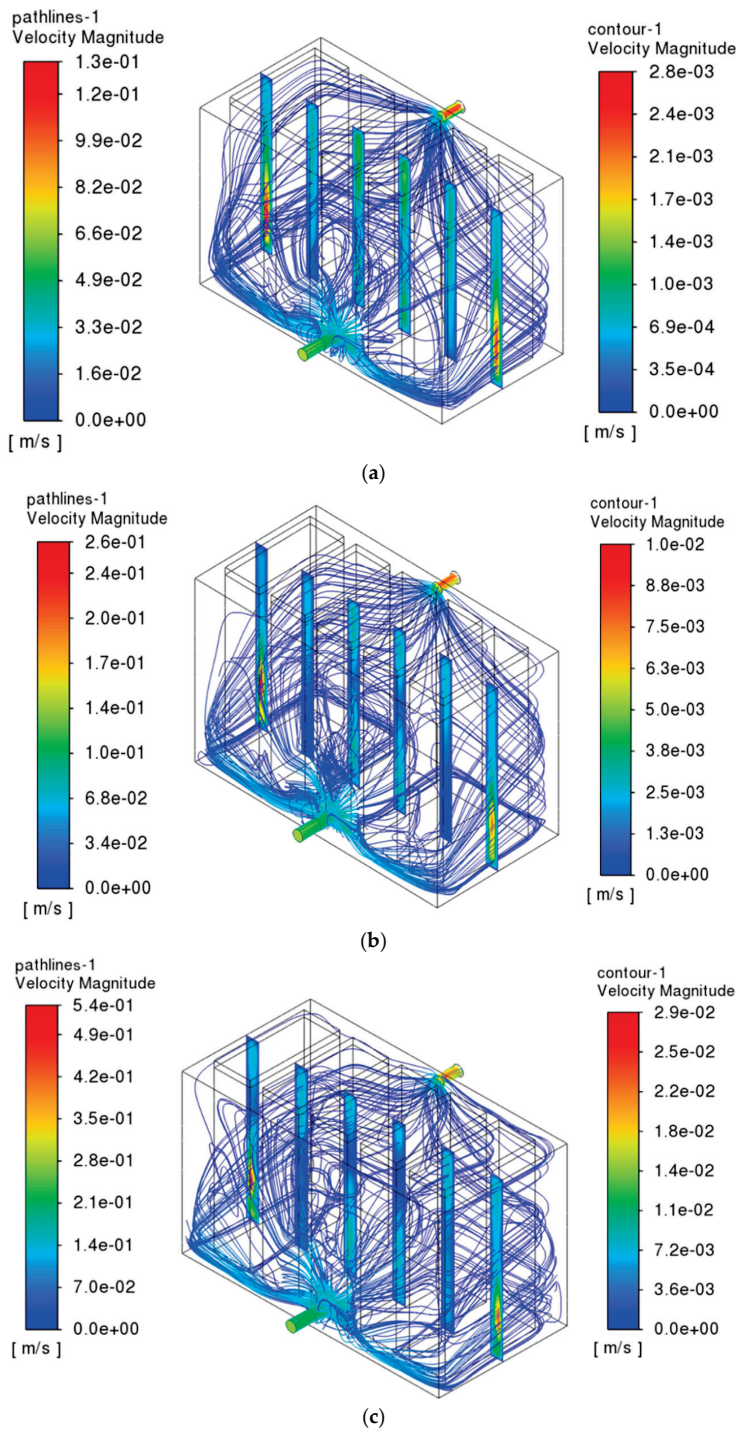 pathlines-1
Velocity Magnitude
1.3e-01
1.2e-01
9.9e-02
8.2e-02
6.6e-02
4.9e-02
3.3e-02
1.6e-02
0.0e+00
[ m/s ]
contour-1
Velocity Magnitude
2.8e-03
2.4e-03
2.1e-03
1.7e-03
1.4e-03
1.0e-03
6.9e-04
3.5e-04
0.0e+00
[ m/s ]
(a)
pathlines-1
Velocity Magnitude
2.6e-01
2.4e-01
2.0e-01
1.7e-01
1.4e-01
1.0e-01
6.8e-02
3.4e-02
0.0e+00
[ m/s ]
contour-1
Velocity Magnitude
1.0e-02
8.8e-03
7.5e-03
6.3e-03
5.0e-03
3.8e-03
2.5e-03
1.3e-03
0.0e+00
[ m/s ]
(b)
pathlines-1
Velocity Magnitude
5.4e-01
4.9e-01
4.2e-01
3.5e-01
2.8e-01
2.1e-01
1.4e-01
7.0e-02
0.0e+00
[ m/s ]
contour-1
Velocity Magnitude
2.9e-02
2.5e-02
2.2e-02
1.8e-02
1.4e-02
1.1e-02
7.2e-03
3.6e-03
0.0e+00
[ m/s ]
(c)